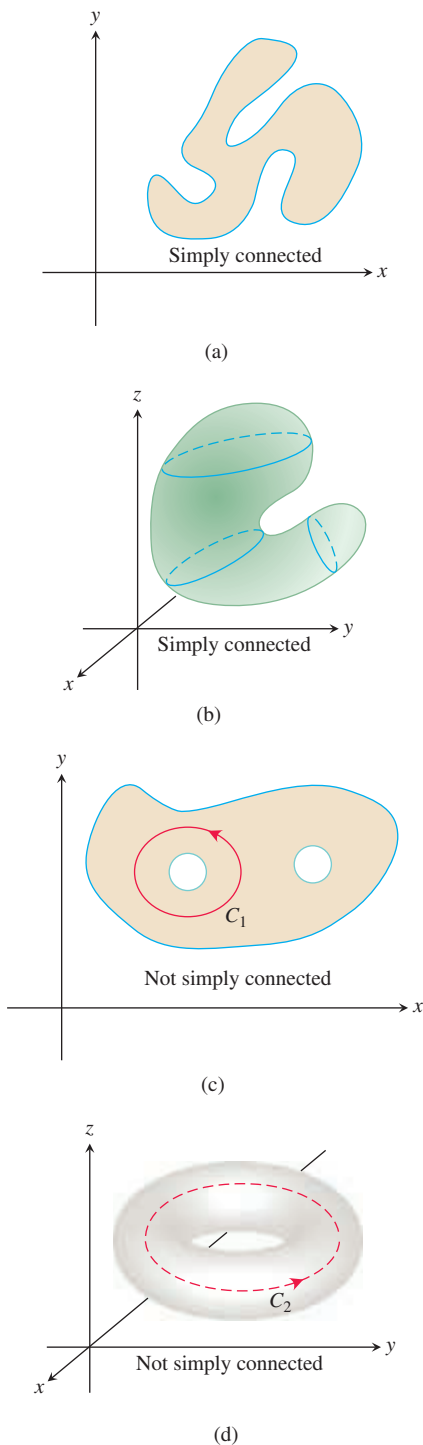 y
Simply connected
x
(a)
z
y
Simply connected
x
(b)
y
C₁
Not simply connected
x
(c)
z
C₂
y
Not simply connected
x
(d)